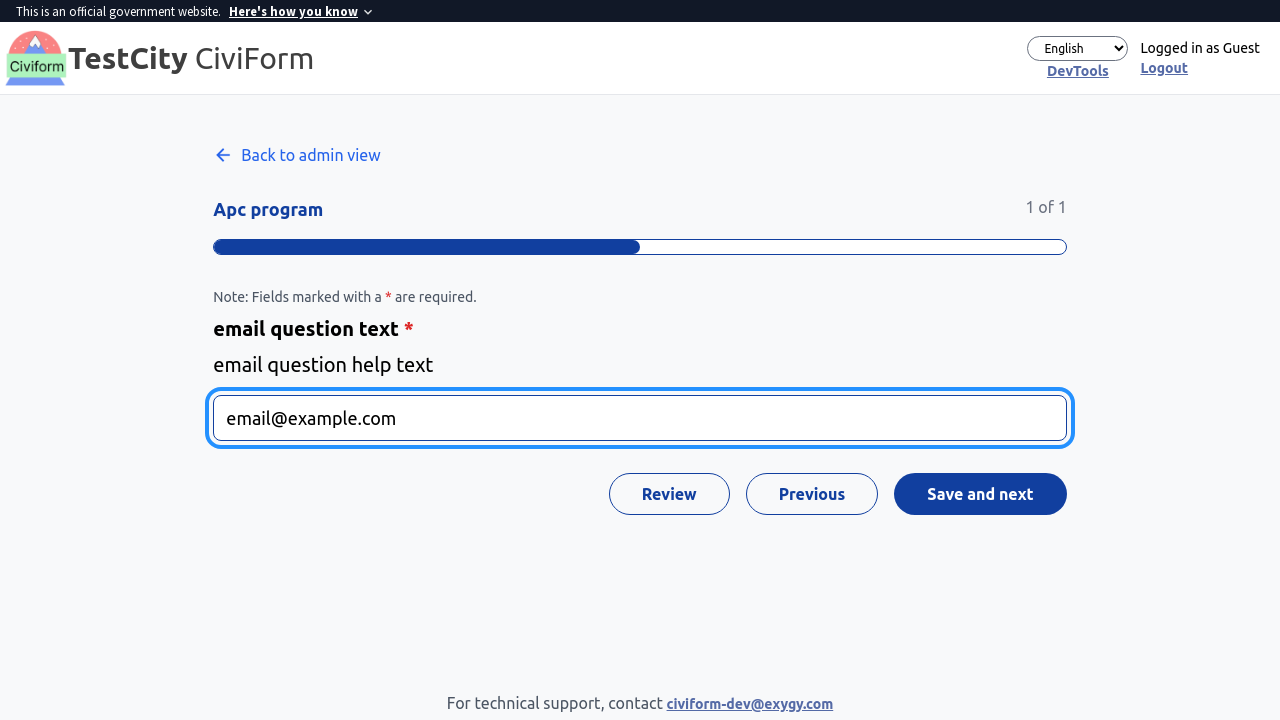 This is an official government website. Here's how you know
Civiform
TestCity CiviForm
English
DevTools
Logged in as Guest
Logout
Back to admin view
Apc program
1 of 1
Note: Fields marked with a * are required.
email question text *
email question help text
email@example.com
Review
Previous
Save and next
For technical support, contact civiform-dev@exygy.com